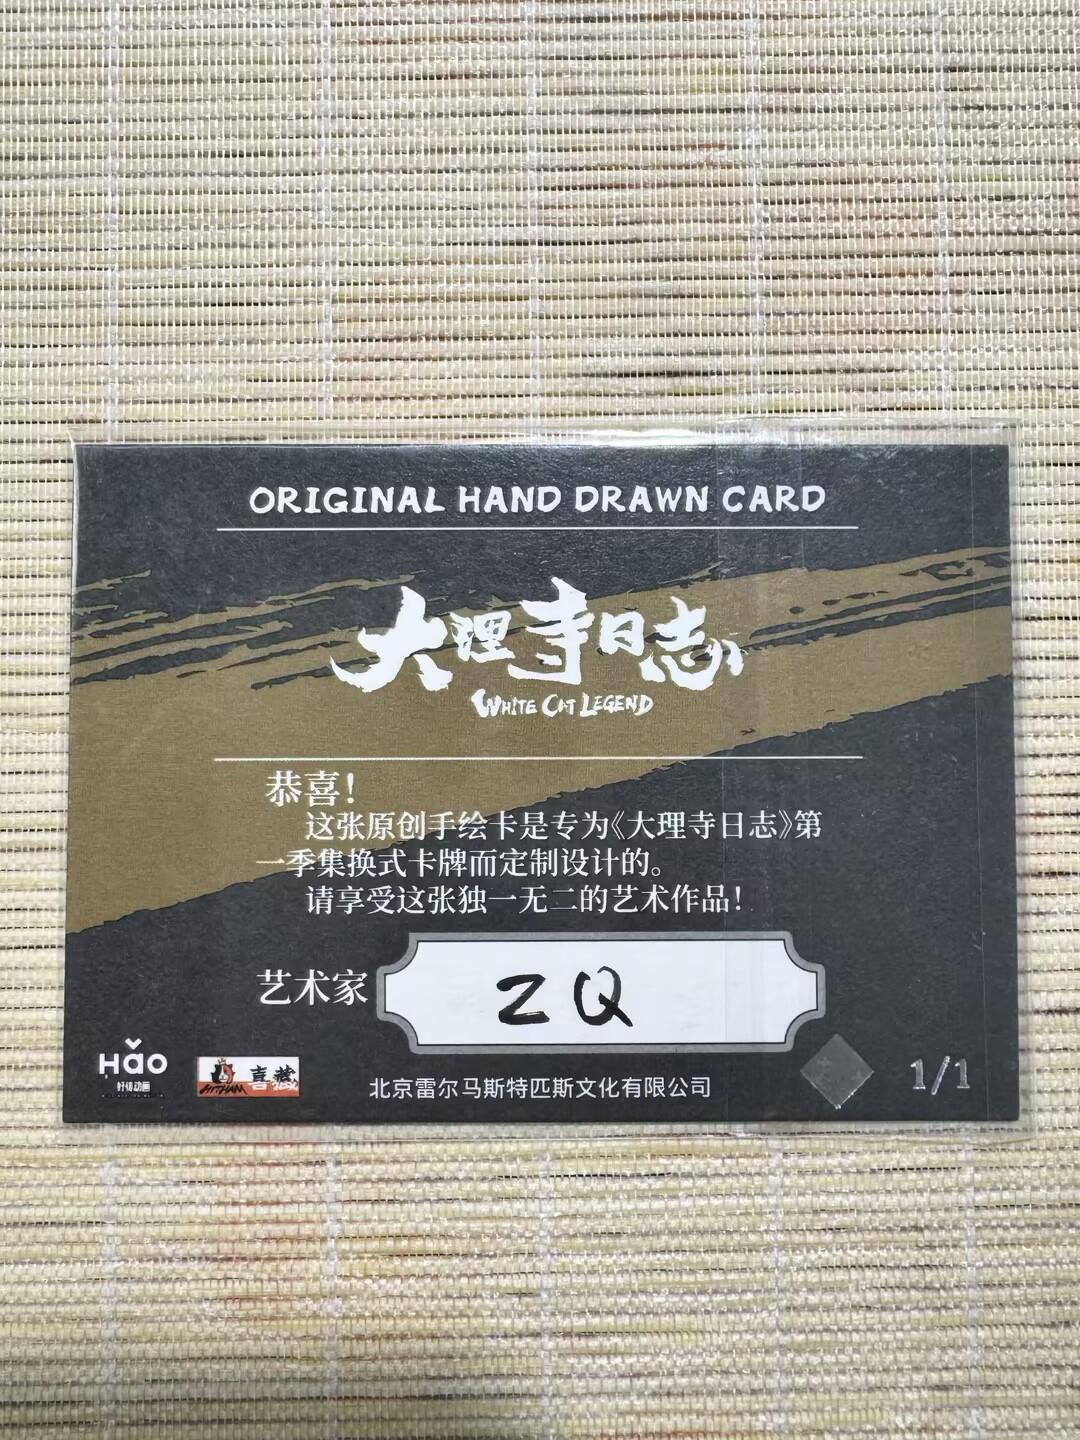 ORIGINAL HAND DRAWN CARD
大理寺日志
WHITE CAT LEGEND
恭喜！
这张原创手绘卡是专为《大理寺日志》第
一季集换式卡牌而定制设计的。
请享受这张独一无二的艺术作品！
艺术家 ZQ
HǎO
好传动画
HITHAM 喜藏
北京雷尔马斯特匹斯文化有限公司
1/1